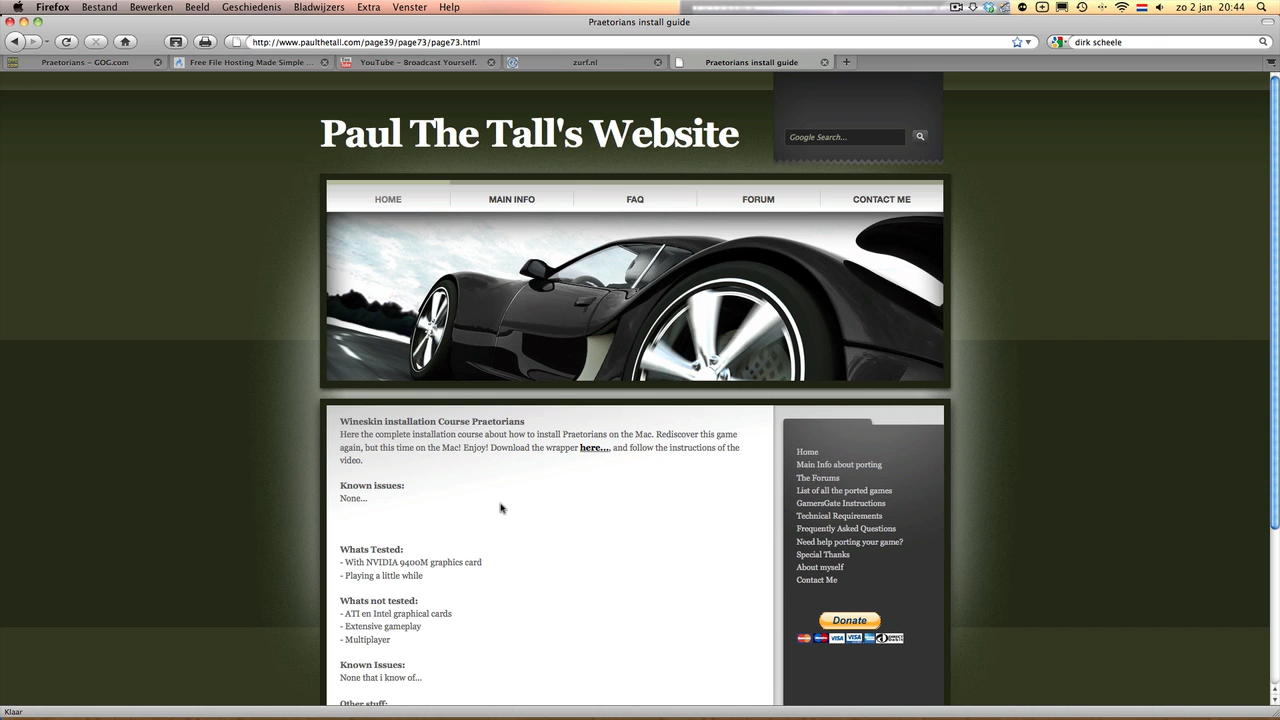 Firefox Bestand Bewerken Beeld Geschiedenis Bladwijzers Extra Venster Help zo 2 jan 20:44
Praetorians install guide
http://www.paulthetall.com/page39/page73/page73.html dirk scheele
Praetorians – GOG.com Free File Hosting Made Simple ... YouTube – Broadcast Yourself. zurf.nl Praetorians install guide
Paul The Tall's Website
Google Search...
HOME MAIN INFO FAQ FORUM CONTACT ME
Wineskin installation Course Praetorians
Here the complete installation course about how to install Praetorians on the Mac. Rediscover this game
again, but this time on the Mac! Enjoy! Download the wrapper here..., and follow the instructions of the
video.
Known issues:
None...
Whats Tested:
- With NVIDIA 9400M graphics card
- Playing a little while
Whats not tested:
- ATI en Intel graphical cards
- Extensive gameplay
- Multiplayer
Known Issues:
None that i know of...
Other stuff:
Home
Main Info about porting
The Forums
List of all the ported games
GamersGate Instructions
Technical Requirements
Frequently Asked Questions
Need help porting your game?
Special Thanks
About myself
Contact Me
Donate
VISA
Klaar